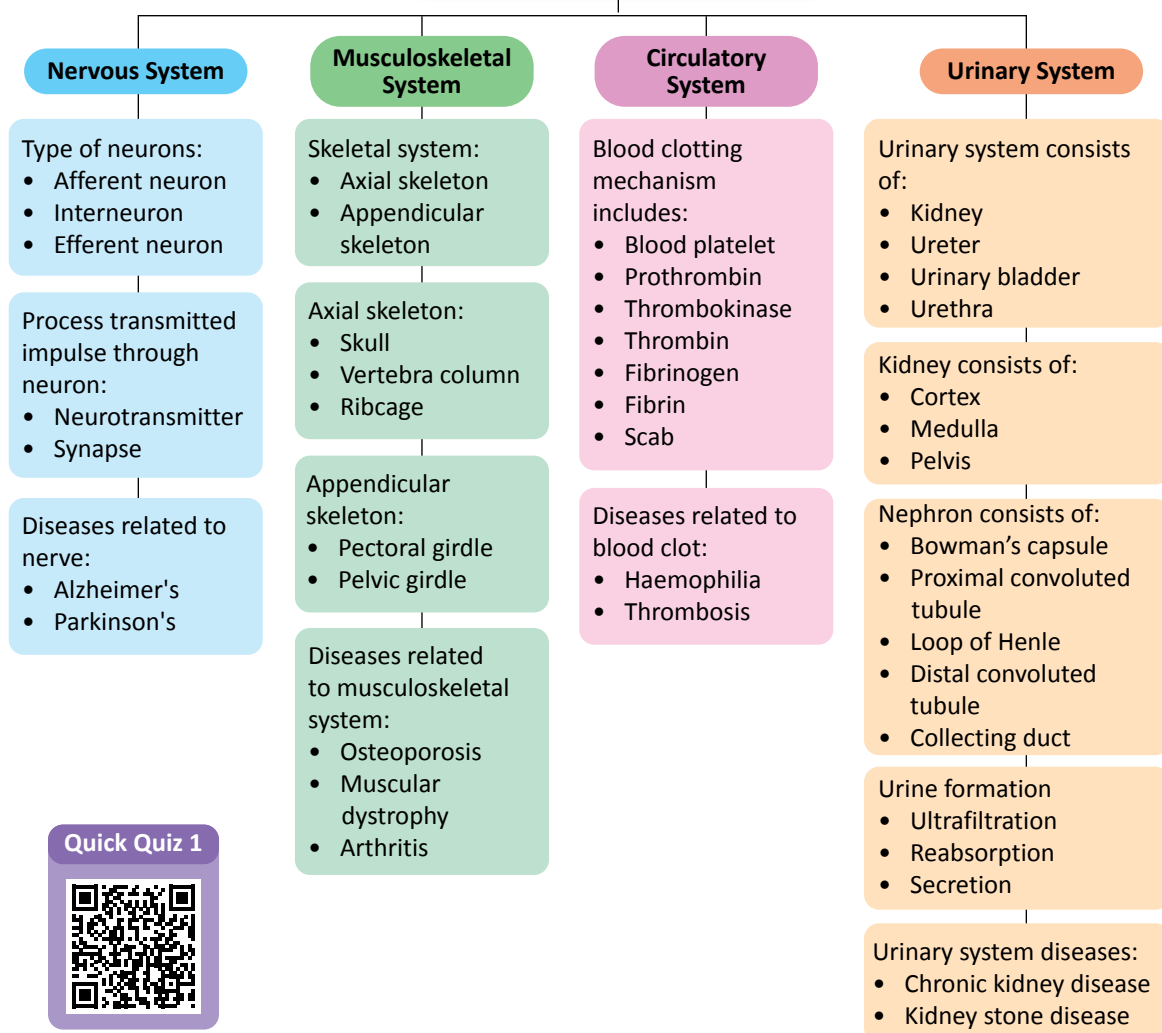 Nervous System
Type of neurons:
• Afferent neuron
• Interneuron
• Efferent neuron
Process transmitted
impulse through
neuron:
• Neurotransmitter
• Synapse
Diseases related to
nerve:
• Alzheimer's
• Parkinson's
Musculoskeletal
System
Skeletal system:
• Axial skeleton
• Appendicular
skeleton
Axial skeleton:
• Skull
• Vertebra column
• Ribcage
Appendicular
skeleton:
• Pectoral girdle
• Pelvic girdle
Diseases related
to musculoskeletal
system:
• Osteoporosis
• Muscular
dystrophy
• Arthritis
Circulatory
System
Blood clotting
mechanism
includes:
• Blood platelet
• Prothrombin
• Thrombokinase
• Thrombin
• Fibrinogen
• Fibrin
• Scab
Diseases related to
blood clot:
• Haemophilia
• Thrombosis
Urinary System
Urinary system consists
of:
• Kidney
• Ureter
• Urinary bladder
• Urethra
Kidney consists of:
• Cortex
• Medulla
• Pelvis
Nephron consists of:
• Bowman’s capsule
• Proximal convoluted
tubule
• Loop of Henle
• Distal convoluted
tubule
• Collecting duct
Urine formation
• Ultrafiltration
• Reabsorption
• Secretion
Urinary system diseases:
• Chronic kidney disease
• Kidney stone disease
Quick Quiz 1